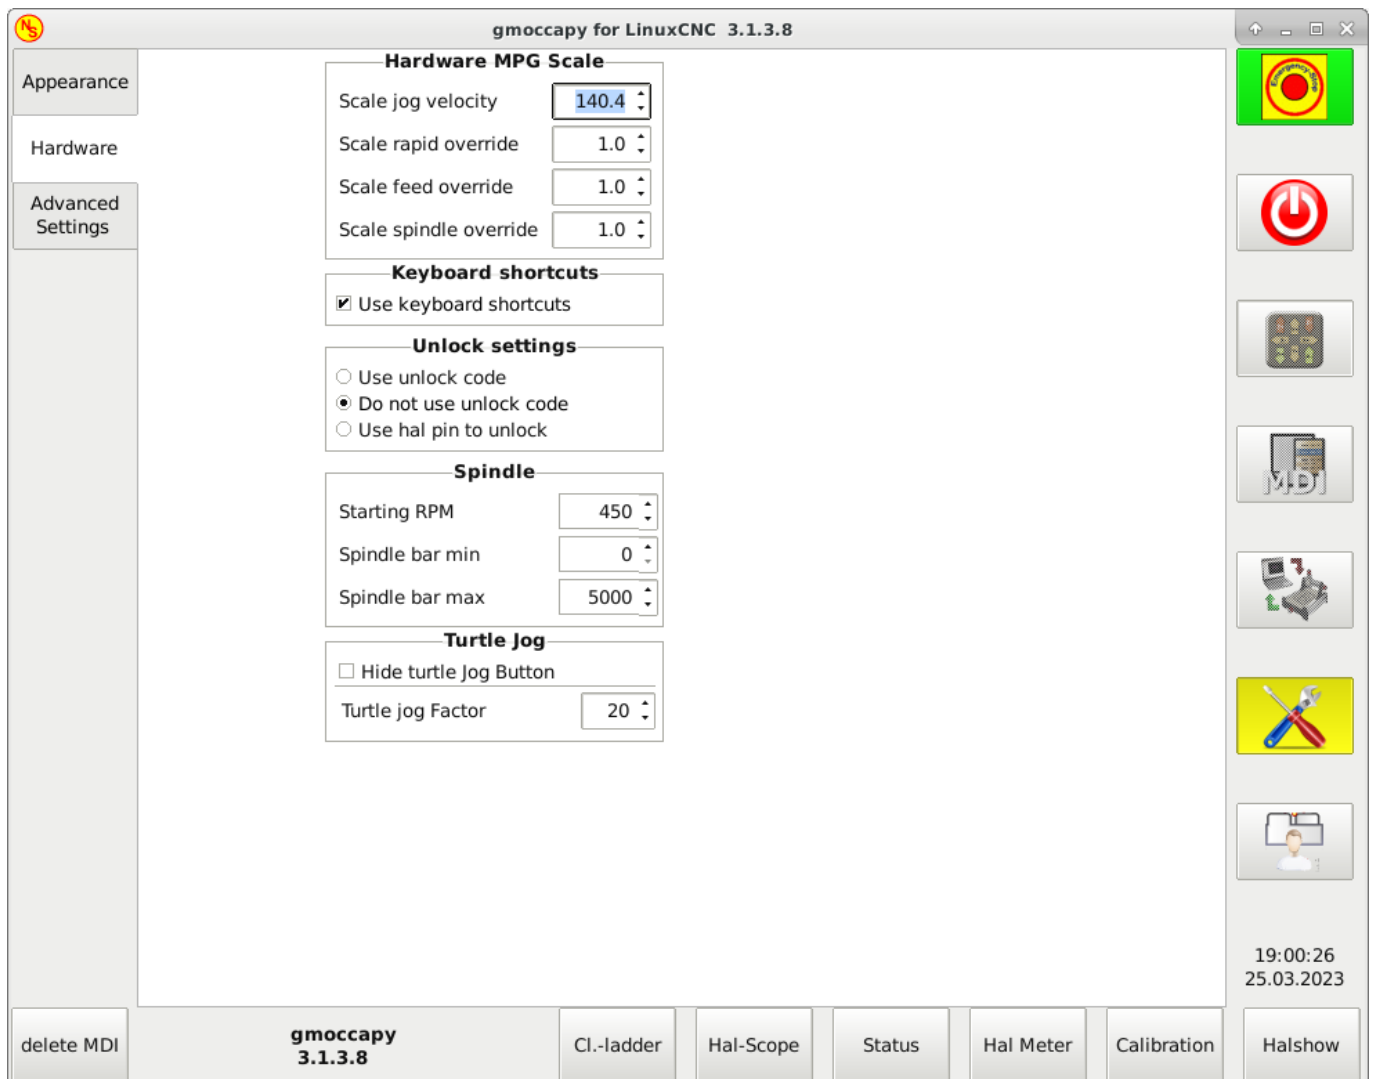 NS
gmoccapy for LinuxCNC 3.1.3.8
Appearance
Hardware
Advanced
Settings
Hardware MPG Scale
Scale jog velocity 140.4
Scale rapid override 1.0
Scale feed override 1.0
Scale spindle override 1.0
Keyboard shortcuts
Use keyboard shortcuts
Unlock settings
Use unlock code
Do not use unlock code
Use hal pin to unlock
Spindle
Starting RPM 450
Spindle bar min 0
Spindle bar max 5000
Turtle Jog
Hide turtle Jog Button
Turtle jog Factor 20
Emergency-Stop
MDI
19:00:26
25.03.2023
delete MDI
gmoccapy
3.1.3.8
Cl.-ladder
Hal-Scope
Status
Hal Meter
Calibration
Halshow